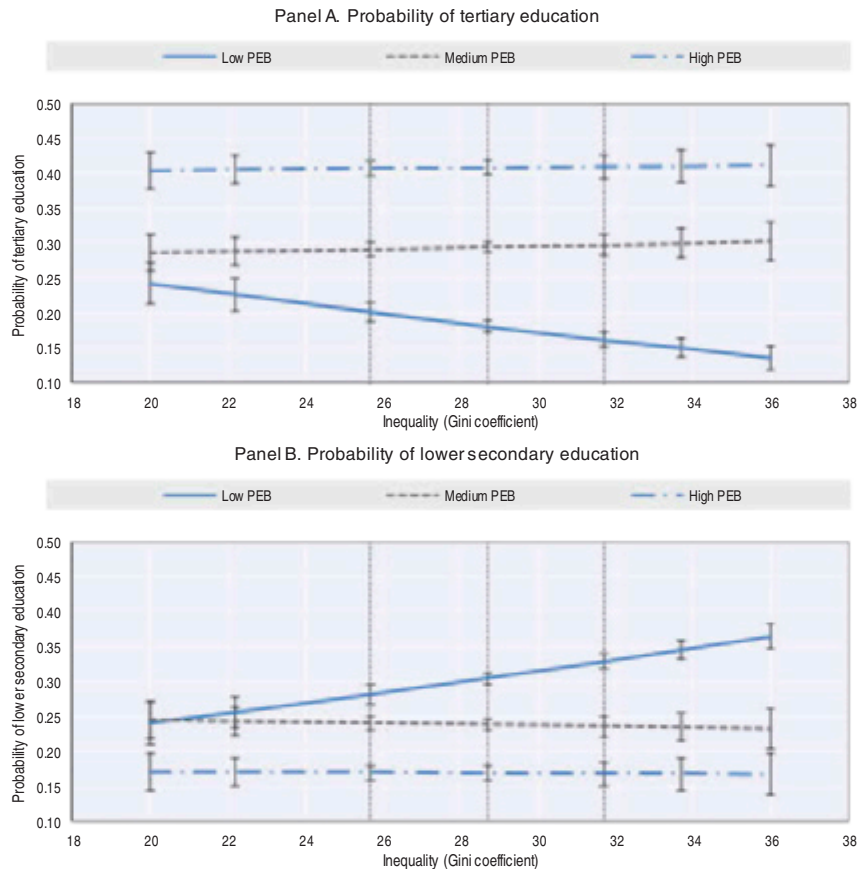 Panel A. Probability of tertiary education
Low PEB Medium PEB High PEB
Probability of tertiary education
0.50
0.45
0.40
0.35
0.30
0.25
0.20
0.15
0.10
18 20 22 24 26 28 30 32 34 36 38
Inequality (Gini coefficient)
Panel B. Probability of lower secondary education
Low PEB Medium PEB High PEB
Probability of lower secondary education
0.50
0.45
0.40
0.35
0.30
0.25
0.20
0.15
0.10
18 20 22 24 26 28 30 32 34 36 38
Inequality (Gini coefficient)